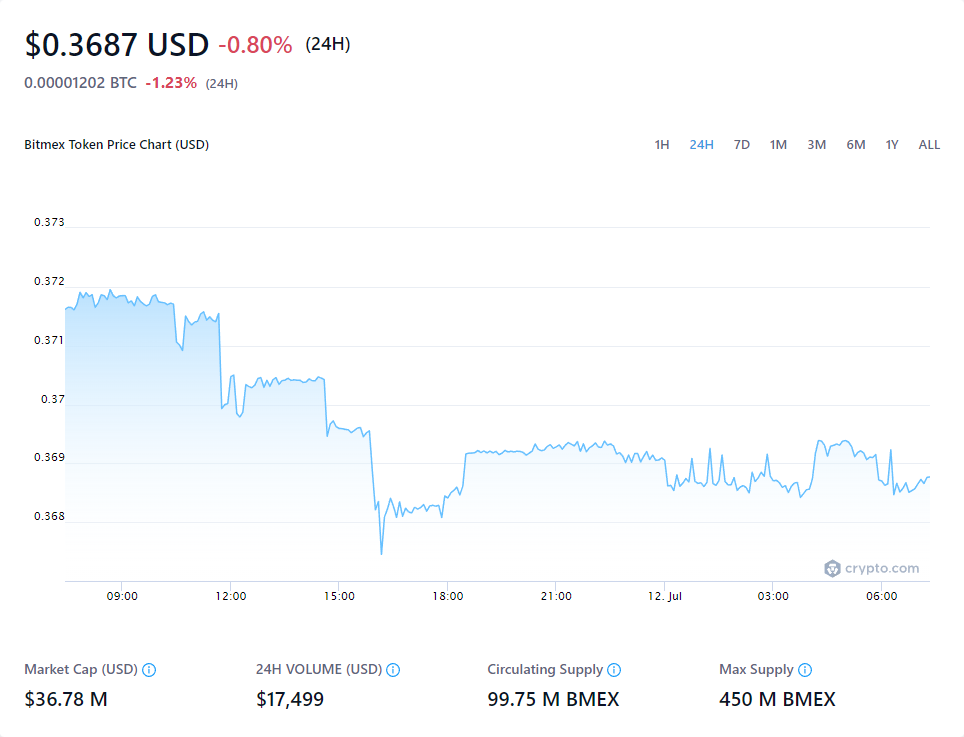 $0.3687 USD -0.80% (24H)
0.00001202 BTC -1.23% (24H)
Bitmex Token Price Chart (USD) 1H 24H 7D 1M 3M 6M 1Y ALL
0.373
0.372
0.371
0.37
0.369
0.368
crypto.com
09:00 12:00 15:00 18:00 21:00 12. Jul 03:00 06:00
Market Cap (USD) 24H VOLUME (USD) Circulating Supply Max Supply
$36.78 M $17,499 99.75 M BMEX 450 M BMEX